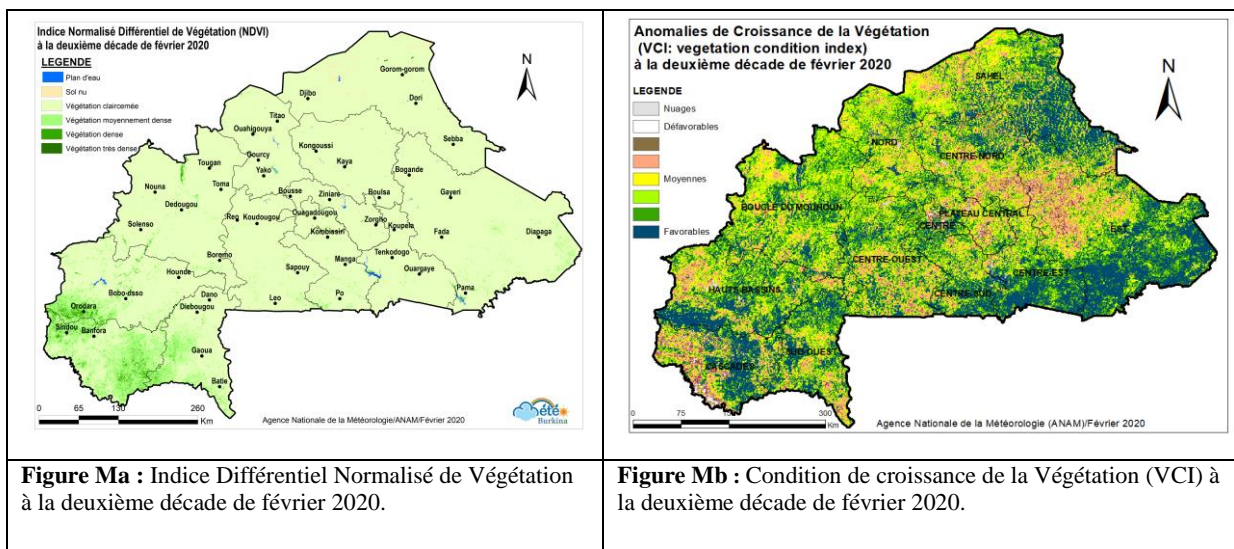 Indice Normalisé Différentiel de Végétation (NDVI)
à la deuxième décade de février 2020
LEGENDE
Plan d'eau
Sol nu
Végétation claircemée
Végétation moyennement dense
Végétation dense
Végétation très dense
N
Gorom-gorom
Djibo
Dori
Titao
Ouahigouya
Sebba
Kongoussi
Gourcy
Tougan
Kaya
Yako
Bogande
Toma
Nouna
Bousse
Ziniare
Boulsa
Gayeri
Dedougou
Ouagadougou
Reo
Koudougou
Zorgho
Solenso
Kombissiri
Koupela
Fada
Diapaga
Tenkodogo
Boromo
Manga
Ouargaye
Hounde
Sapouy
Pama
Bobo-dsso
Dano
Leo
Po
Orodara
Diebougou
Sindou
Banfora
Gaoua
Batie
0 65 130 260
Km
Agence Nationale de la Météorologie/ANAM/Février 2020
été
Burkina
Anomalies de Croissance de la Végétation
(VCI: vegetation condition index)
à la deuxième décade de février 2020
LEGENDE
Nuages
Défavorables
Moyennes
Favorables
N
SAHEL
NORD
CENTRE-NORD
BOUCLE DU MOUHOUN
PLATEAU CENTRAL
CENTRE
EST
CENTRE-OUEST
CENTRE-EST
HAUTS-BASSINS
CENTRE-SUD
SUD-OUEST
CASCADES
0 75 150 300
Km
Agence Nationale de la Météorologie (ANAM)/Février 2020
Figure Ma : Indice Différentiel Normalisé de Végétation
à la deuxième décade de février 2020.
Figure Mb : Condition de croissance de la Végétation (VCI) à
la deuxième décade de février 2020.